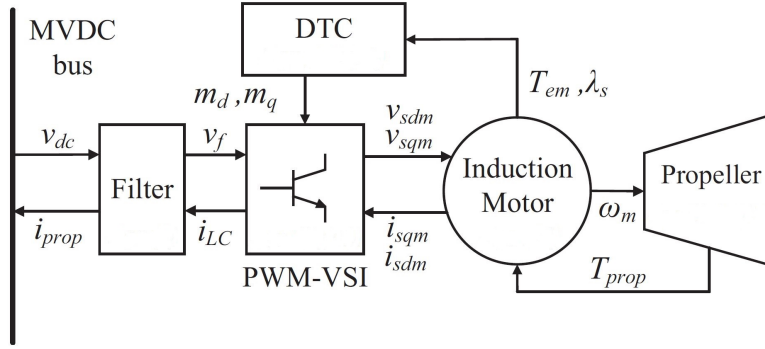 MVDC
bus
DTC
T_em , λ_s
m_d , m_q
v_sdm
v_sqm
v_dc
v_f
Filter
Induction
Motor
Propeller
ω_m
i_prop
i_LC
i_sqm
i_sdm
PWM-VSI
T_prop